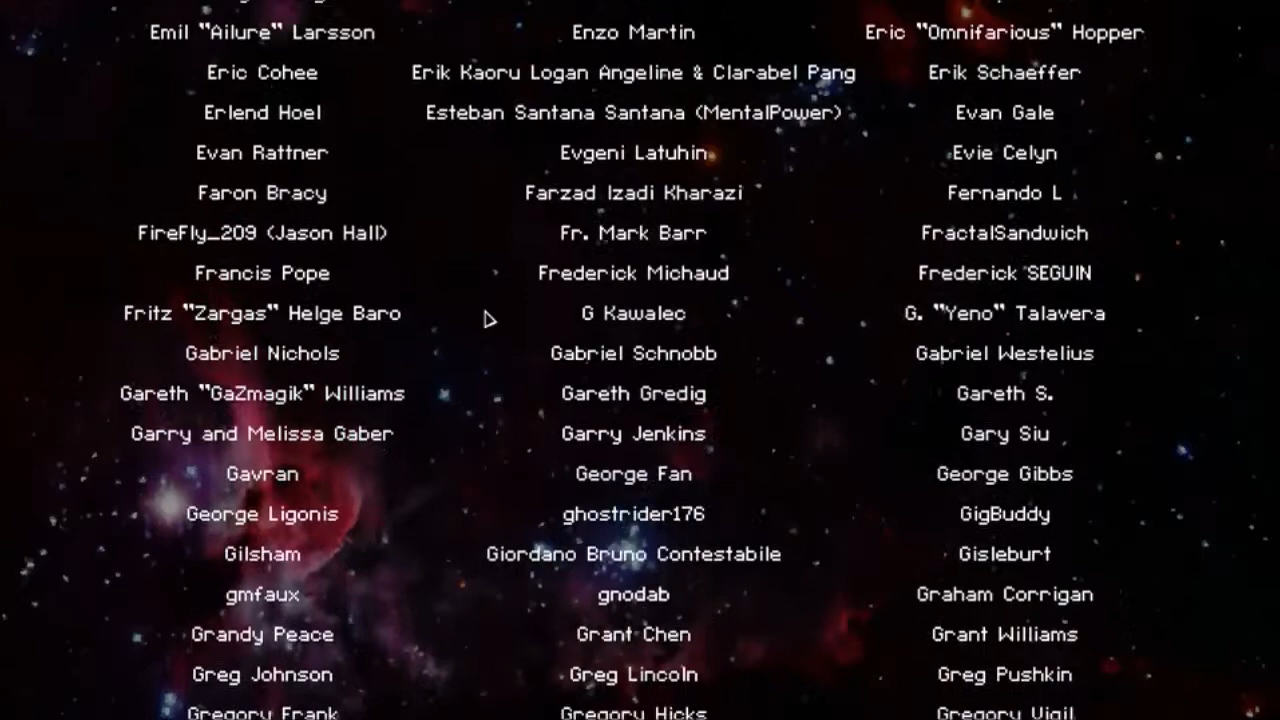 Emil "Ailure" Larsson Enzo Martin Eric "Omnifarious" Hopper
Eric Cohee Erik Kaoru Logan Angeline & Clarabel Pang Erik Schaeffer
Erlend Hoel Esteban Santana Santana (MentalPower) Evan Gale
Evan Rattner Evgeni Latuhin Evie Celyn
Faron Bracy Farzad Izadi Kharazi Fernando L
FireFly_209 (Jason Hall) Fr. Mark Barr FractalSandwich
Francis Pope Frederick Michaud Frederick SEGUIN
Fritz "Zargas" Helge Baro G Kawalec G. "Yeno" Talavera
Gabriel Nichols Gabriel Schnobb Gabriel Westelius
Gareth "GaZmagik" Williams Gareth Gredig Gareth S.
Garry and Melissa Gaber Garry Jenkins Gary Siu
Gavran George Fan George Gibbs
George Ligonis ghostrider176 GigBuddy
Gilsham Giordano Bruno Contestabile Gisleburt
gmfaux gnodab Graham Corrigan
Grandy Peace Grant Chen Grant Williams
Greg Johnson Greg Lincoln Greg Pushkin
Gregory Frank Gregory Hicks Gregory Vigil